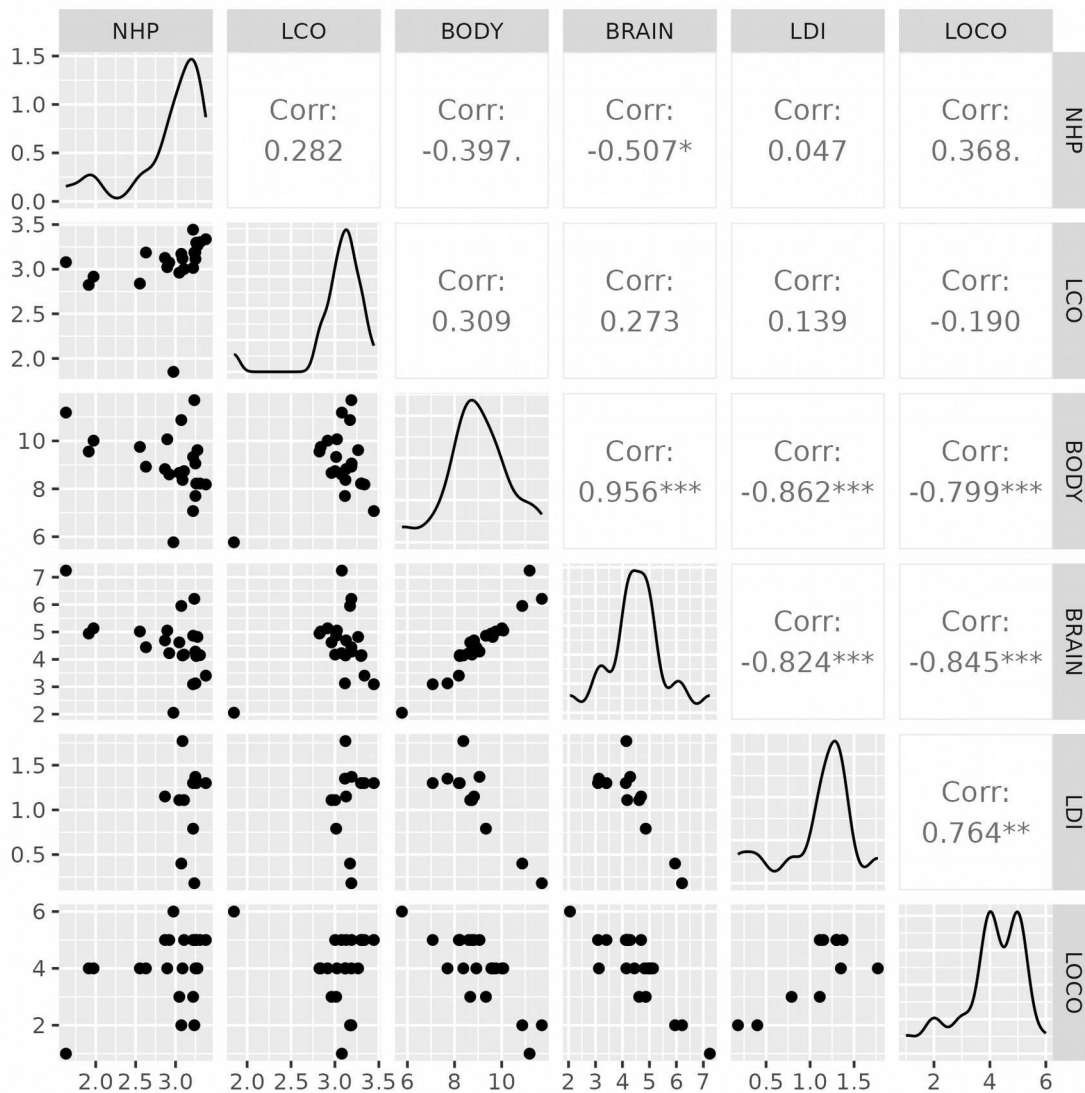 NHP LCO BODY BRAIN LDI LOCO
1.5
1.0
0.5
0.0
Corr:
0.282
Corr:
-0.397.
Corr:
-0.507*
Corr:
0.047
Corr:
0.368.
NHP
3.5
3.0
2.5
2.0
Corr:
0.309
Corr:
0.273
Corr:
0.139
Corr:
-0.190
LCO
10
8
6
Corr:
0.956***
Corr:
-0.862***
Corr:
-0.799***
BODY
7
6
5
4
3
2
Corr:
-0.824***
Corr:
-0.845***
BRAIN
1.5
1.0
0.5
Corr:
0.764**
LDI
6
4
2
LOCO
2.0 2.5 3.0 2.0 2.5 3.0 3.5 6 8 10 2 3 4 5 6 7 0.5 1.0 1.5 2 4 6